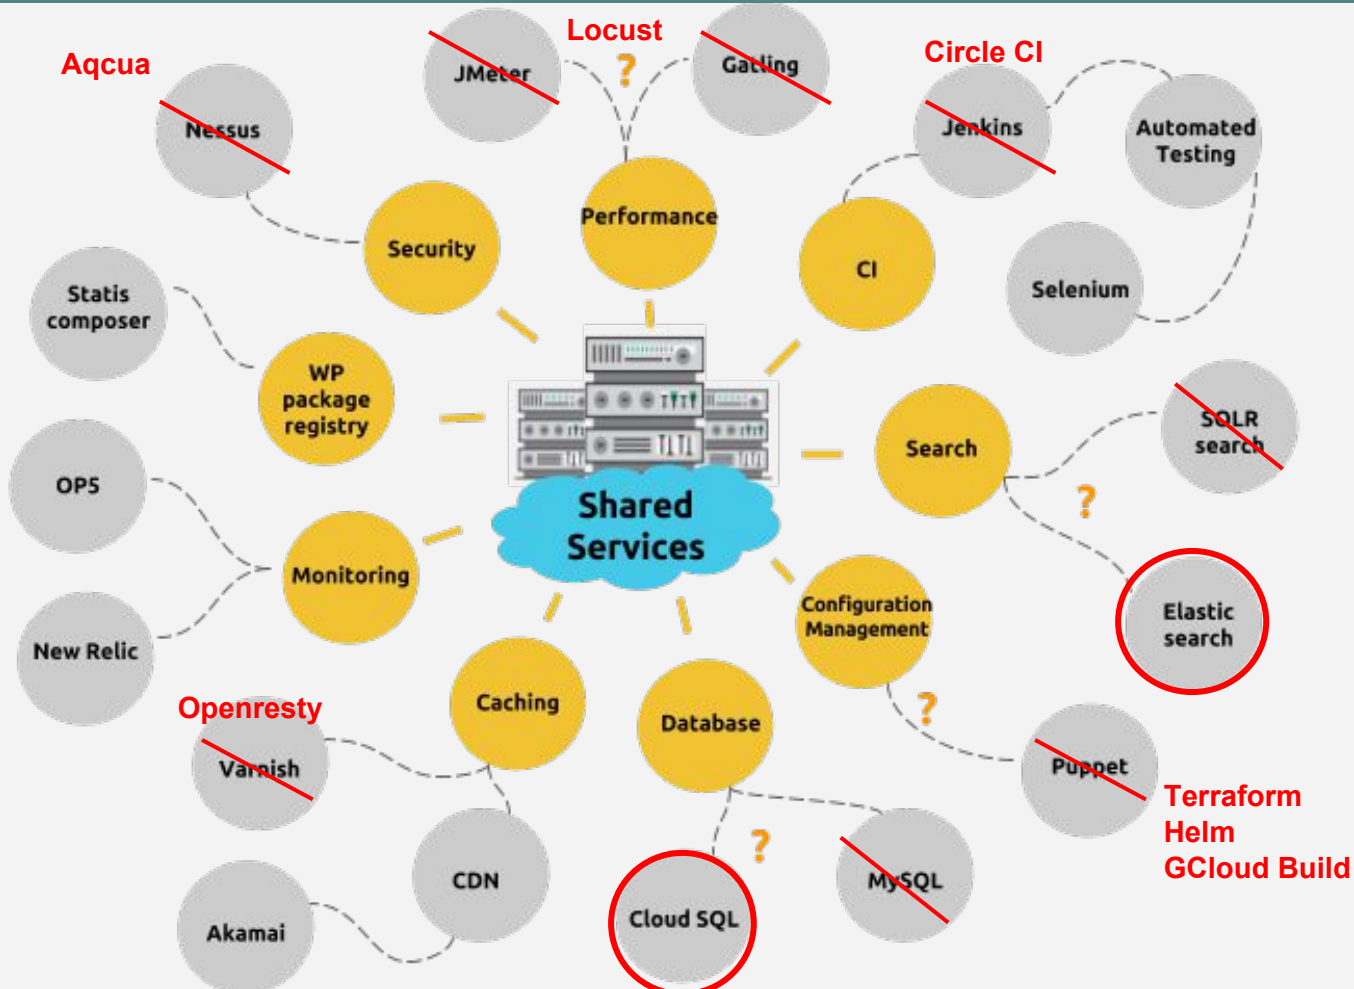 Aqcua
Nessus
Security
JMeter
Locust
?
Gatling
Performance
Circle CI
Jenkins
Automated
Testing
Selenium
CI
Statis
composer
WP
package
registry
OP5
New Relic
Monitoring
Shared
Services
Search
SOLR
search
?
Elastic
search
Configuration
Management
?
Puppet
Terraform
Helm
GCloud Build
Caching
Openresty
Varnish
CDN
Akamai
Database
?
Cloud SQL
MySQL